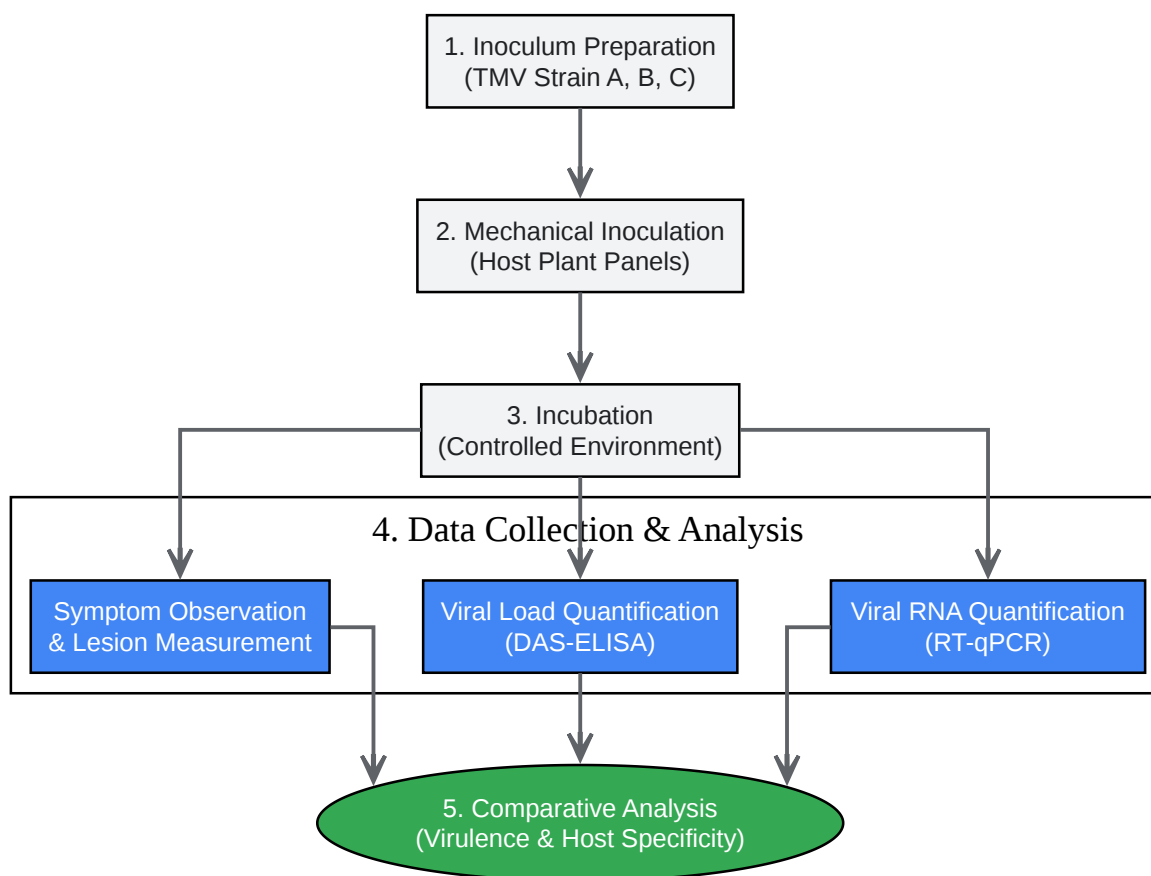 1. Inoculum Preparation
(TMV Strain A, B, C)
2. Mechanical Inoculation
(Host Plant Panels)
3. Incubation
(Controlled Environment)
4. Data Collection & Analysis
Symptom Observation
& Lesion Measurement
Viral Load Quantification
(DAS-ELISA)
Viral RNA Quantification
(RT-qPCR)
5. Comparative Analysis
(Virulence & Host Specificity)